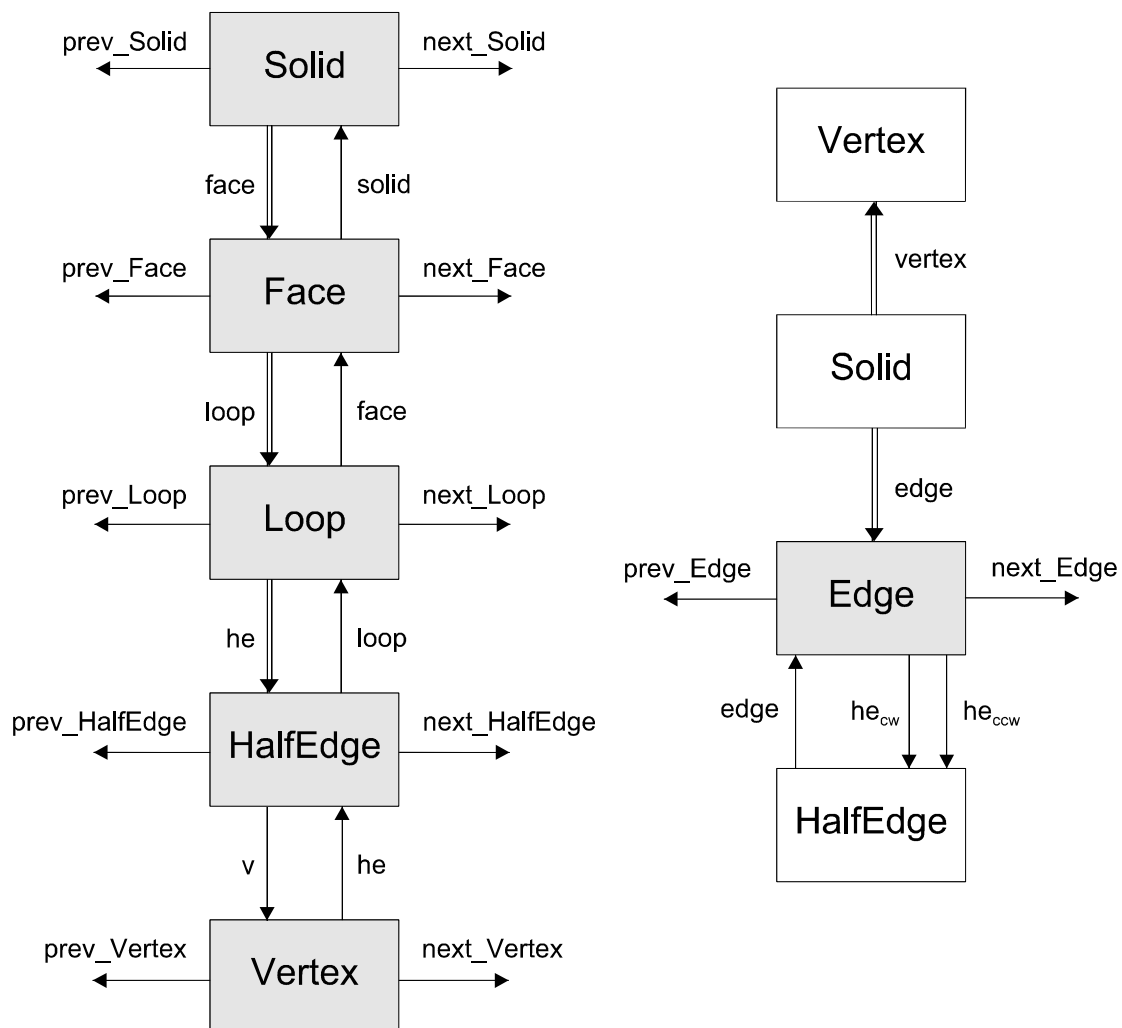 prev_Solid
Solid
next_Solid
face
solid
prev_Face
Face
next_Face
loop
face
prev_Loop
Loop
next_Loop
he
loop
prev_HalfEdge
HalfEdge
next_HalfEdge
v
he
prev_Vertex
Vertex
next_Vertex
Vertex
vertex
Solid
edge
prev_Edge
Edge
next_Edge
edge
he_cw
he_ccw
HalfEdge